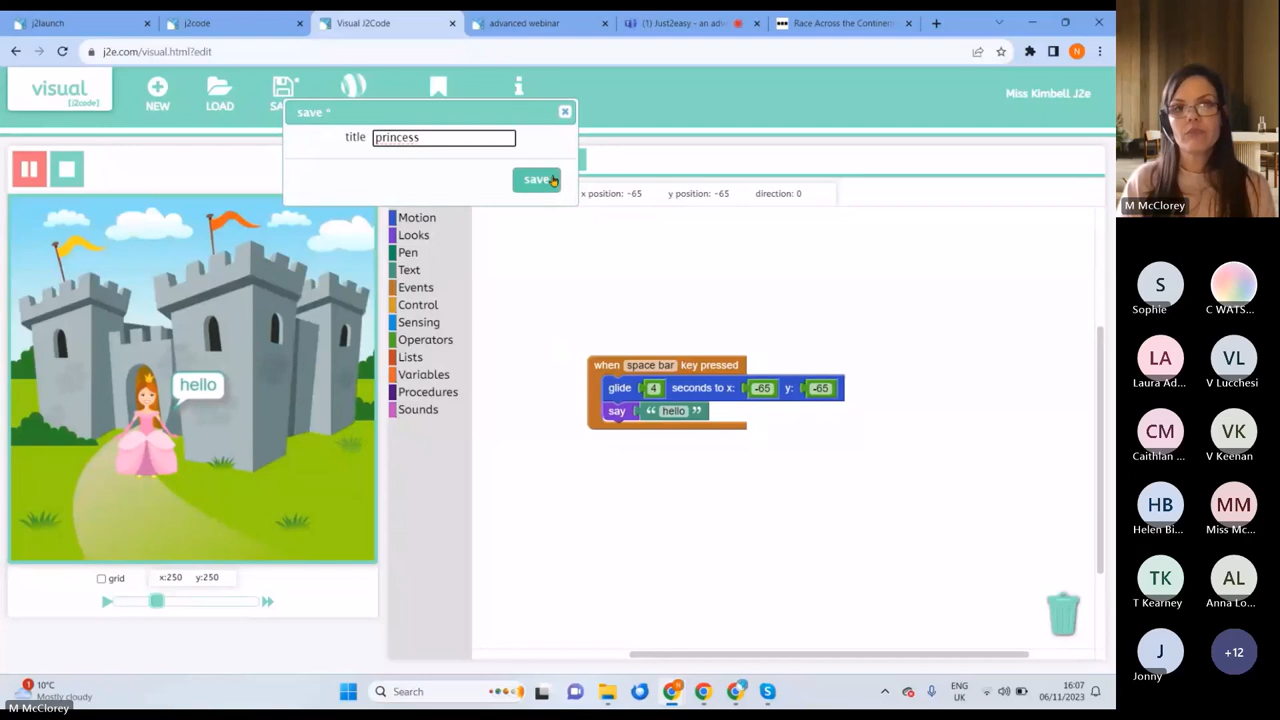 j2launch
j2code
Visual J2Code
advanced webinar
(1) Just2easy - an adv
Race Across the Continen
j2e.com/visual.html?edit
N
visual
[j2code]
NEW
LOAD
Miss Kimbell J2e
save *
title princess
save
x position: -65 y position: -65 direction: 0
Motion
Looks
Pen
Text
Events
Control
Sensing
Operators
Lists
Variables
Procedures
Sounds
hello
when space bar key pressed
glide 4 seconds to x: -65 y: -65
say “ hello ”
grid x:250 y:250
M McClorey
S
Sophie
C WATS...
LA
Laura Ad...
VL
V Lucchesi
CM
Caithlan ...
VK
V Keenan
HB
Helen Bi...
MM
Miss Mc...
TK
T Kearney
AL
Anna Lo...
J
Jonny
+12
1
10°C
Mostly cloudy
Search
ENG
UK
16:07
06/11/2023
M McClorey